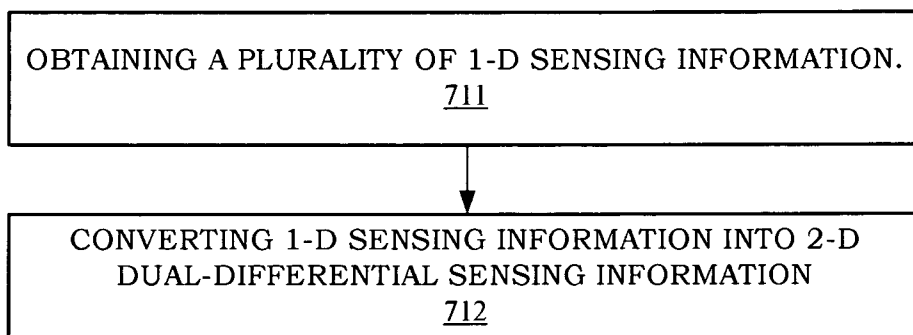 OBTAINING A PLURALITY OF 1-D SENSING INFORMATION.
711
CONVERTING 1-D SENSING INFORMATION INTO 2-D
DUAL-DIFFERENTIAL SENSING INFORMATION
712